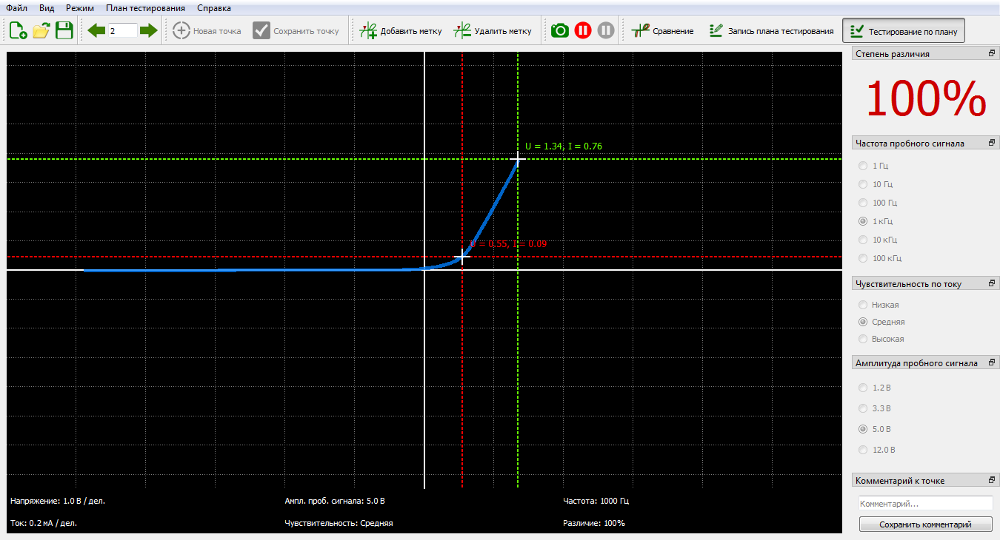 Файл Вид Режим План тестирования Справка
2 Новая точка Сохранить точку Добавить метку Удалить метку Сравнение Запись плана тестирования Тестирование по плану
Степень различия
100%
U = 1.34, I = 0.76
U = 0.55, I = 0.09
Частота пробного сигнала
1 Гц
10 Гц
100 Гц
1 кГц
10 кГц
100 кГц
Чувствительность по току
Низкая
Средняя
Высокая
Амплитуда пробного сигнала
1.2 В
3.3 В
5.0 В
12.0 В
Комментарий к точке
Комментарий...
Сохранить комментарий
Напряжение: 1.0 В / дел. Ампл. проб. сигнала: 5.0 В Частота: 1000 Гц
Ток: 0.2 мА / дел. Чувствительность: Средняя Различие: 100%